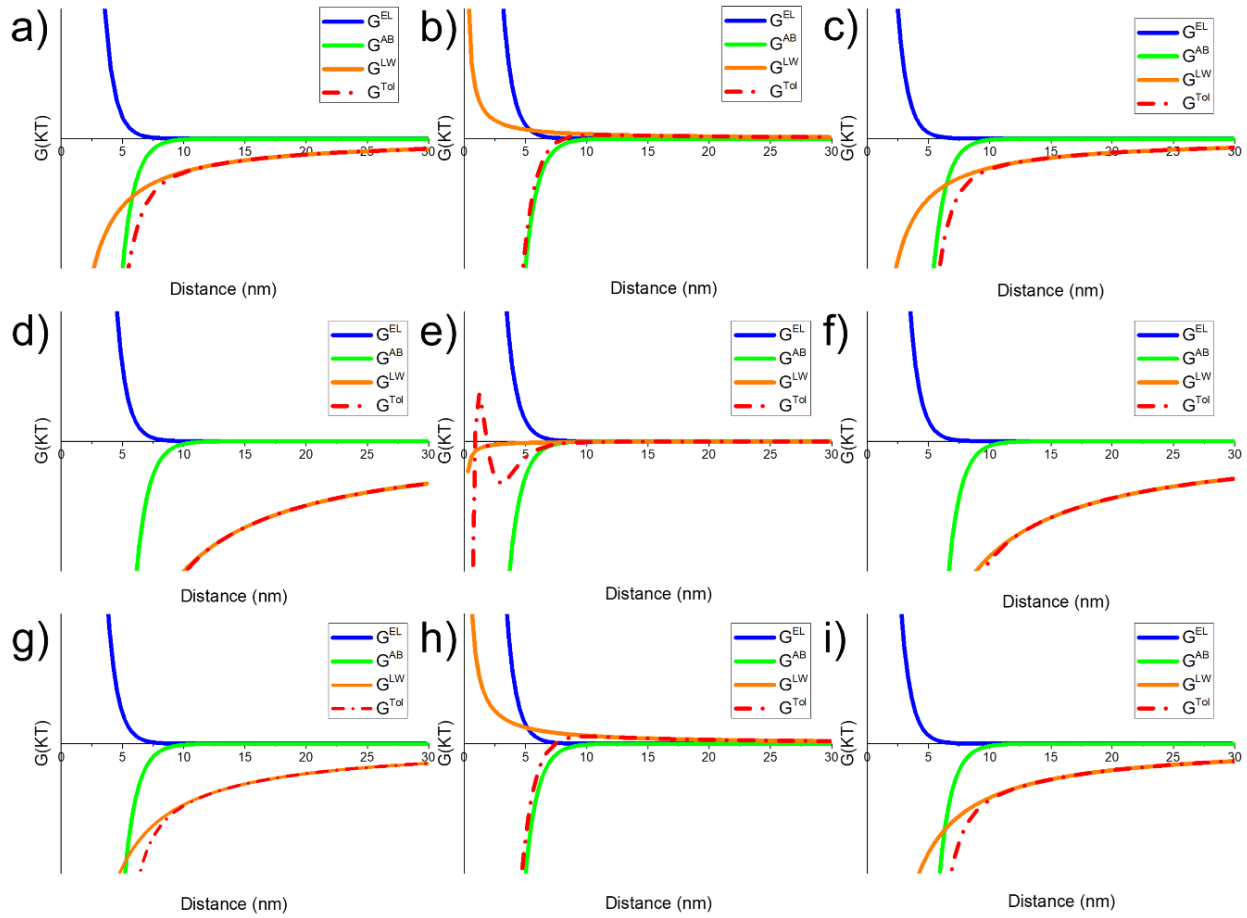 a)
G(KT)
G^EL
G^AB
G^LW
G^Tol
0 5 10 15 20 25 30
Distance (nm)
b)
G(KT)
G^EL
G^AB
G^LW
G^Tol
0 5 10 15 20 25 30
Distance (nm)
c)
G(KT)
G^EL
G^AB
G^LW
G^Tol
0 5 10 15 20 25 30
Distance (nm)
d)
G(KT)
G^EL
G^AB
G^LW
G^Tol
0 5 10 15 20 25 30
Distance (nm)
e)
G(KT)
G^EL
G^AB
G^LW
G^Tol
0 5 10 15 20 25 30
Distance (nm)
f)
G(KT)
G^EL
G^AB
G^LW
G^Tol
0 5 10 15 20 25 30
Distance (nm)
g)
G(KT)
G^EL
G^AB
G^LW
G^Tol
0 5 10 15 20 25 30
Distance (nm)
h)
G(KT)
G^EL
G^AB
G^LW
G^Tol
0 5 10 15 20 25 30
Distance (nm)
i)
G(KT)
G^EL
G^AB
G^LW
G^Tol
0 5 10 15 20 25 30
Distance (nm)